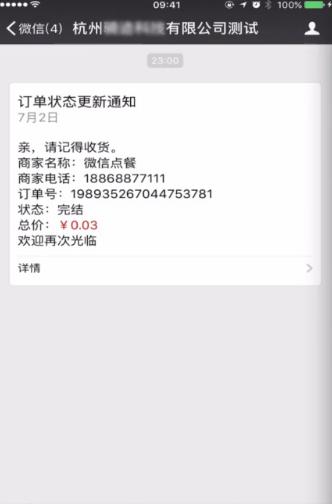 09:41
100%
微信(4)
杭州
有限公司测试
23:00
订单状态更新通知
7月2日
亲，请记得收货。
商家名称：微信点餐
商家电话：18868877111
订单号：198935267044753781
状态：完结
总价：￥0.03
欢迎再次光临
详情